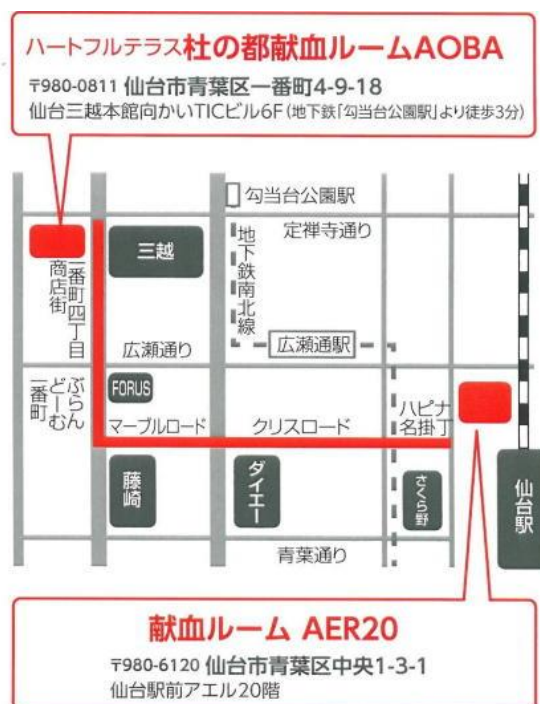 ハートフルテラス杜の都献血ルームAOBA
〒980-0811 仙台市青葉区一番町4-9-18
仙台三越本館向かいTICビル6F(地下鉄「勾当台公園駅」より徒歩3分)
勾当台公園駅
定禅寺通り
三越
地下鉄南北線
一番町四丁目
商店街
広瀬通り
広瀬通駅
FORUS
ぶらん
どーむ
一番町
マーブルロード
クリスロード
ハピナ
名掛丁
藤崎
ダイエー
さくら野
仙台駅
青葉通り
献血ルーム AER20
〒980-6120 仙台市青葉区中央1-3-1
仙台駅前アエル20階